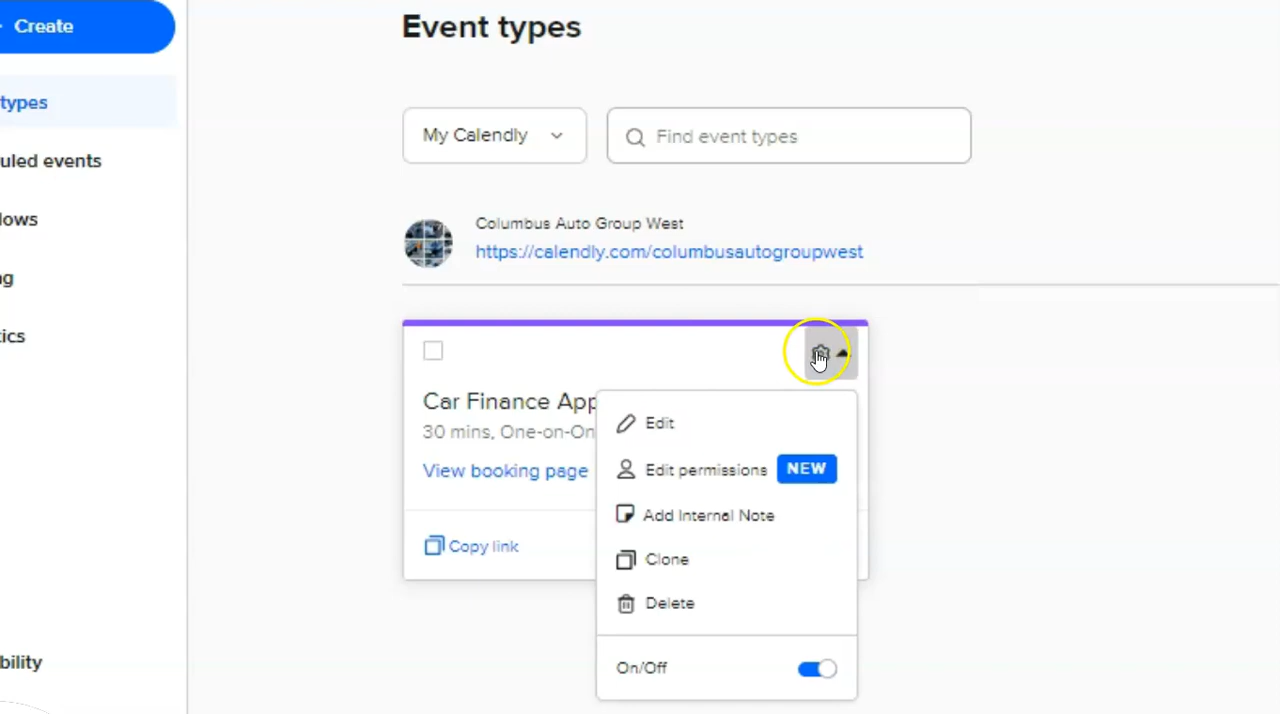 Create
Event types
types
My Calendly
Find event types
uled events
lows
Columbus Auto Group West
https://calendly.com/columbusautogroupwest
ng
tics
Car Finance App
30 mins, One-on-On
View booking page
Copy link
Edit
Edit permissions NEW
Add Internal Note
Clone
Delete
On/Off
bility